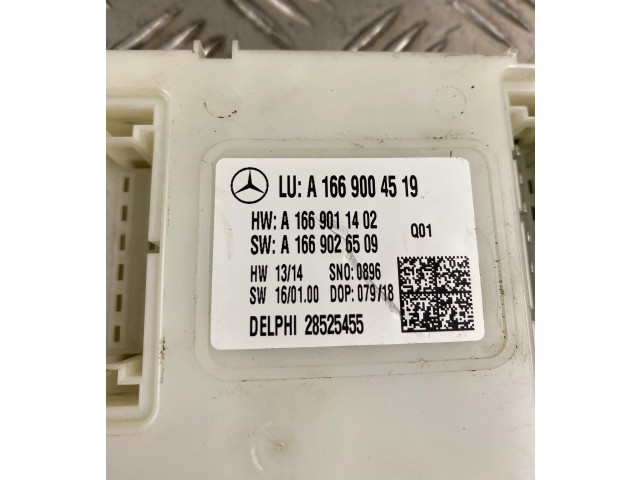 LU: A 166 900 45 19
HW: A 166 901 14 02
SW: A 166 902 65 09 Q01
HW 13/14 SNO: 0896
SW 16/01.00 DOP: 079/18
DELPHI 28525455